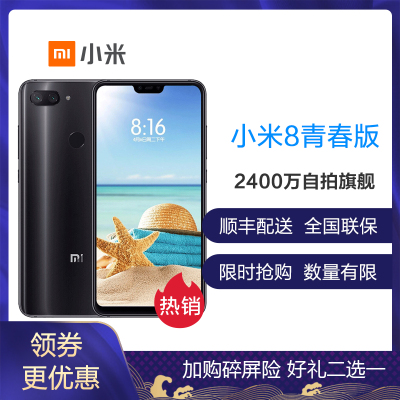 小米
小米8青春版
8:16
2400万自拍旗舰
顺丰配送 全国联保
限时抢购 数量有限
热销
领券
更优惠
加购碎屏险 好礼二选一